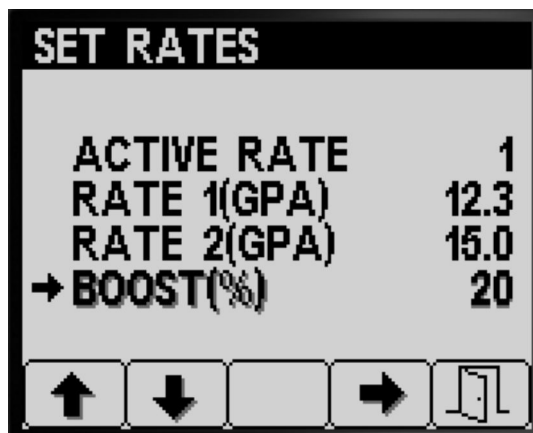 SET RATES
ACTIVE RATE 1
RATE 1(GPA) 12.3
RATE 2(GPA) 15.0
BOOST(%) 20